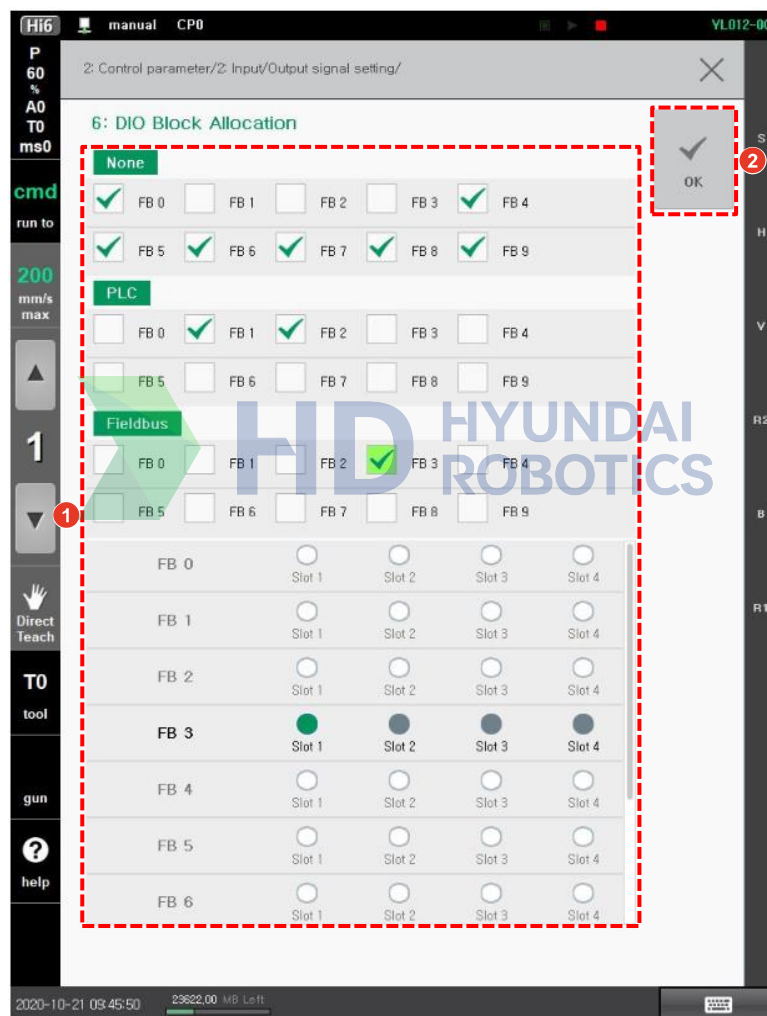 Hi6 manual CP0 YL012-00
P
60
%
A0
T0
ms0
cmd
run to
200
mm/s
max
1
Direct
Teach
T0
tool
gun
help
2: Control parameter/2: Input/Output signal setting/
6: DIO Block Allocation
OK
2
None
FB 0 FB 1 FB 2 FB 3 FB 4
FB 5 FB 6 FB 7 FB 8 FB 9
PLC
FB 0 FB 1 FB 2 FB 3 FB 4
FB 5 FB 6 FB 7 FB 8 FB 9
Fieldbus
FB 0 FB 1 FB 2 FB 3 FB 4
FB 5 FB 6 FB 7 FB 8 FB 9
1
HD HYUNDAI
ROBOTICS
FB 0 Slot 1 Slot 2 Slot 3 Slot 4
FB 1 Slot 1 Slot 2 Slot 3 Slot 4
FB 2 Slot 1 Slot 2 Slot 3 Slot 4
FB 3 Slot 1 Slot 2 Slot 3 Slot 4
FB 4 Slot 1 Slot 2 Slot 3 Slot 4
FB 5 Slot 1 Slot 2 Slot 3 Slot 4
FB 6 Slot 1 Slot 2 Slot 3 Slot 4
S
H
V
R2
B
R1
2020-10-21 09:45:50 23622,00 MB Left